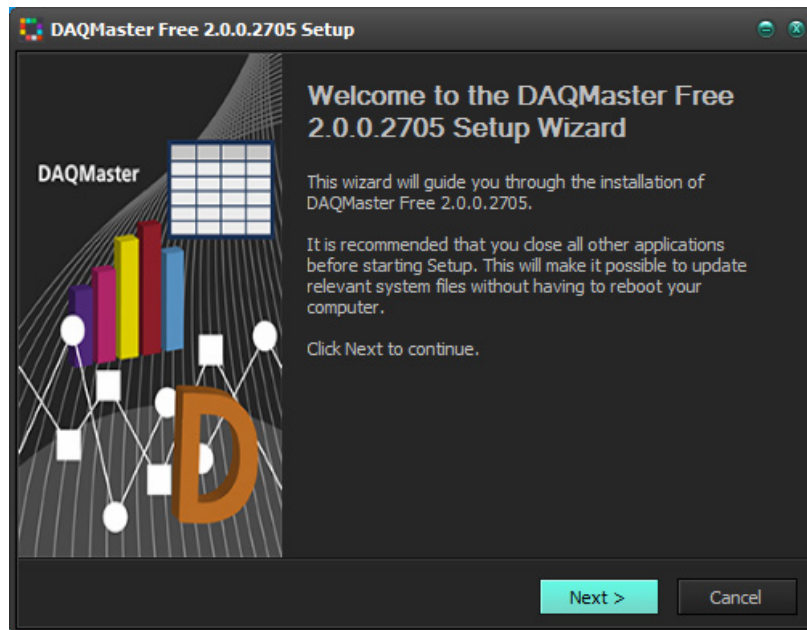 DAQMaster Free 2.0.0.2705 Setup
DAQMaster
Welcome to the DAQMaster Free
2.0.0.2705 Setup Wizard
This wizard will guide you through the installation of
DAQMaster Free 2.0.0.2705.
It is recommended that you close all other applications
before starting Setup. This will make it possible to update
relevant system files without having to reboot your
computer.
Click Next to continue.
D
Next >
Cancel